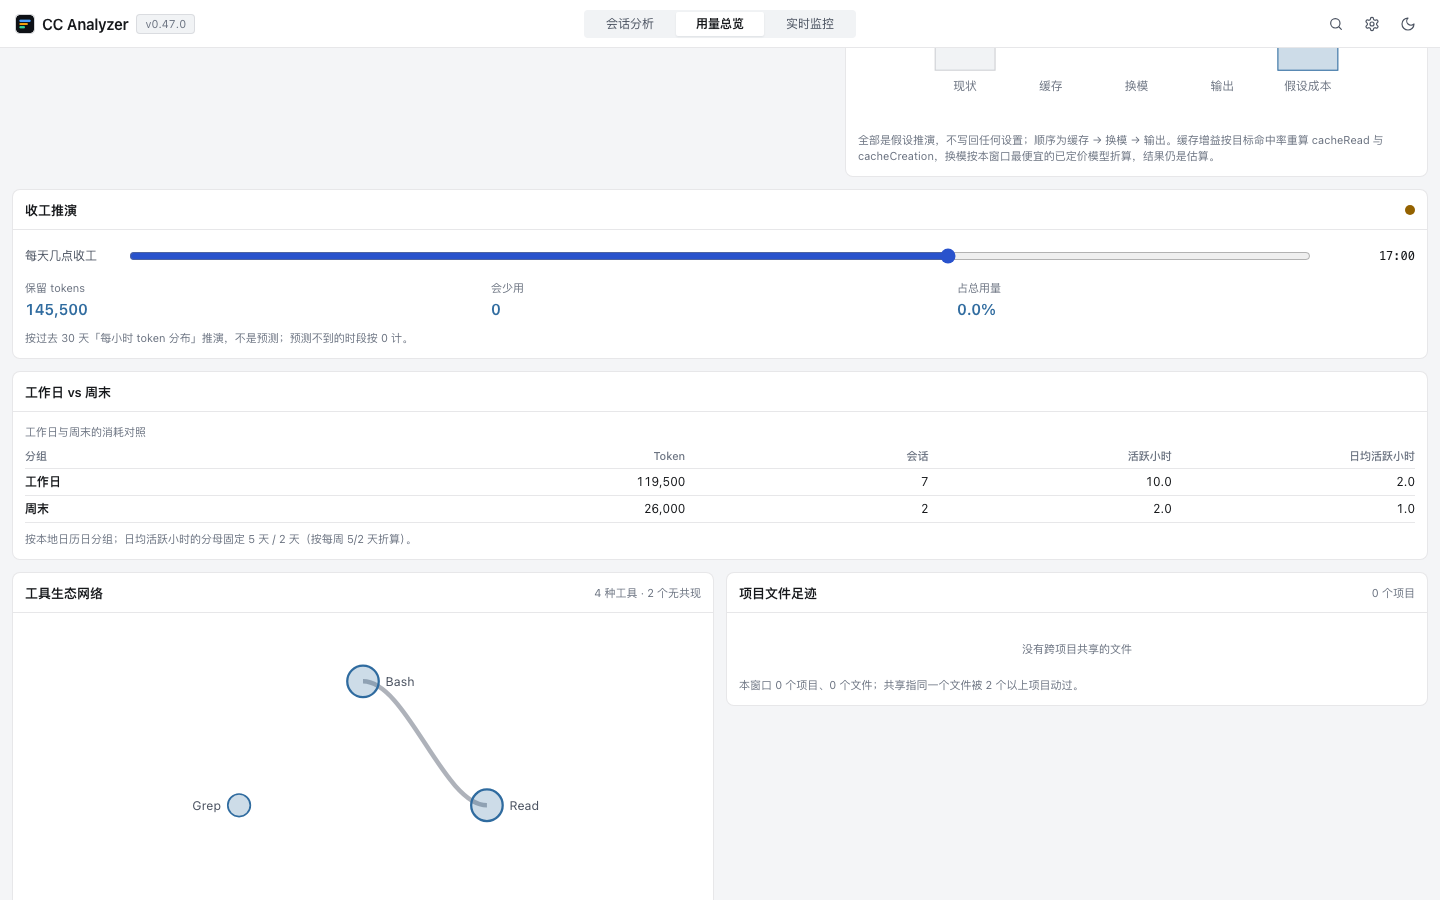 CC Analyzer v0.47.0
会话分析 用量总览 实时监控
现状 缓存 换模 输出 假设成本
全部是假设推演，不写回任何设置；顺序为缓存 → 换模 → 输出。缓存增益按目标命中率重算 cacheRead 与
cacheCreation，换模按本窗口最便宜的已定价模型折算，结果仍是估算。
收工推演
每天几点收工 17:00
保留 tokens 会少用 占总用量
145,500 0 0.0%
按过去 30 天「每小时 token 分布」推演，不是预测；预测不到的时段按 0 计。
工作日 vs 周末
工作日与周末的消耗对照
分组 Token 会话 活跃小时 日均活跃小时
工作日 119,500 7 10.0 2.0
周末 26,000 2 2.0 1.0
按本地日历日分组；日均活跃小时的分母固定 5 天 / 2 天（按每周 5/2 天折算）。
工具生态网络 4 种工具 · 2 个无共现
Bash
Grep
Read
项目文件足迹 0 个项目
没有跨项目共享的文件
本窗口 0 个项目、0 个文件；共享指同一个文件被 2 个以上项目动过。